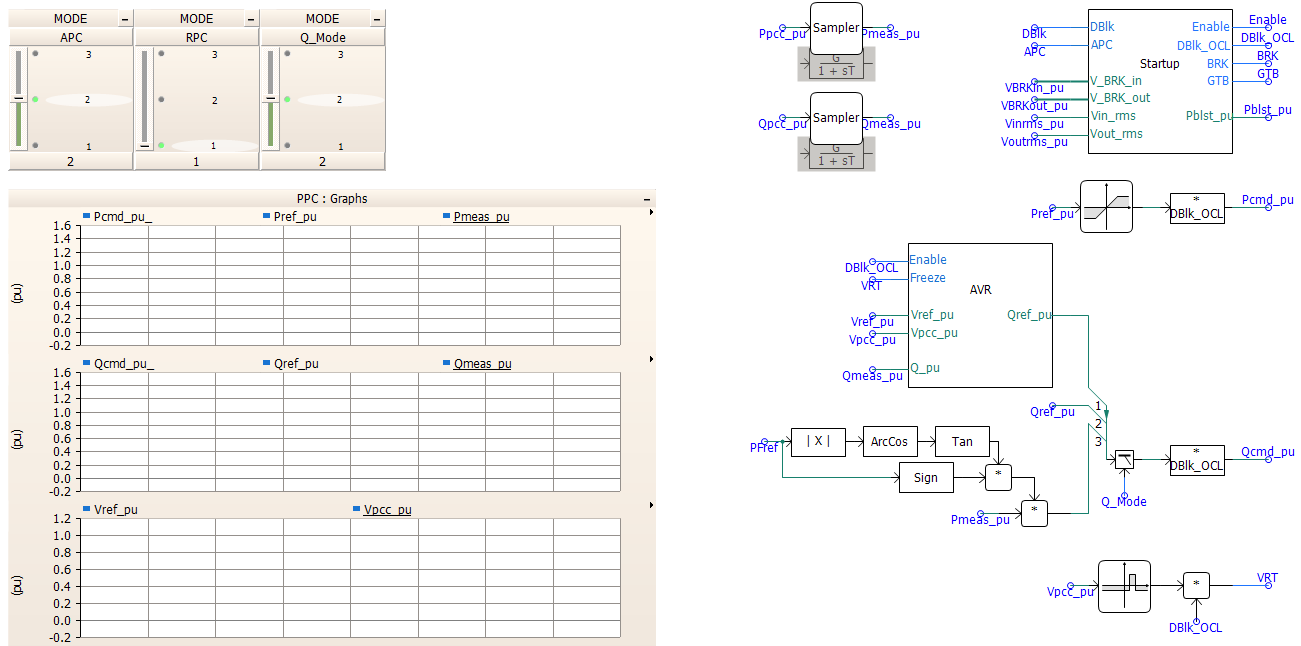 MODE
MODE
MODE
APC
RPC
Q_Mode
3
3
3
2
2
2
1
1
1
2
1
2
PPC : Graphs
Pcmd_pu_
Pref_pu
Pmeas_pu
1.6
1.4
1.2
1.0
0.8
0.6
0.4
0.2
0.0
-0.2
(pu)
Qcmd_pu_
Qref_pu
Qmeas_pu
1.6
1.4
1.2
1.0
0.8
0.6
0.4
0.2
0.0
-0.2
(pu)
Vref_pu
Vpcc_pu
1.2
1.0
0.8
0.6
0.4
0.2
0.0
-0.2
(pu)
Ppcc_pu
Sampler
Pmeas_pu
G
1 + sT
Qpcc_pu
Sampler
Qmeas_pu
G
1 + sT
DBlk
APC
VBRKin_pu
VBRKout_pu
Vinrms_pu
Voutrms_pu
DBlk
APC
V_BRK_in
V_BRK_out
Vin_rms
Vout_rms
Startup
Enable
DBlk_OCL
BRK
GTB
Pblst_pu
Enable
DBlk_OCL
BRK
GTB
Pblst_pu
Pref_pu
*
DBlk_OCL
Pcmd_pu
DBlk_OCL
VRT
Vref_pu
Vpcc_pu
Qmeas_pu
Enable
Freeze
AVR
Vref_pu
Vpcc_pu
Q_pu
Qref_pu
Qref_pu
1
2
3
PFref
| X |
ArcCos
Tan
Sign
*
Pmeas_pu
*
Q_Mode
*
DBlk_OCL
Qcmd_pu
Vpcc_pu
*
VRT
DBlk_OCL